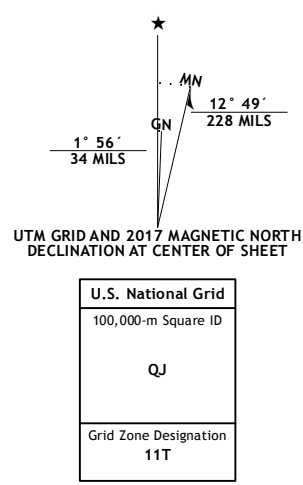 ★
MN
GN
12° 49´
228 MILS
1° 56´
34 MILS
UTM GRID AND 2017 MAGNETIC NORTH
DECLINATION AT CENTER OF SHEET
U.S. National Grid
100,000-m Square ID
QJ
Grid Zone Designation
11T